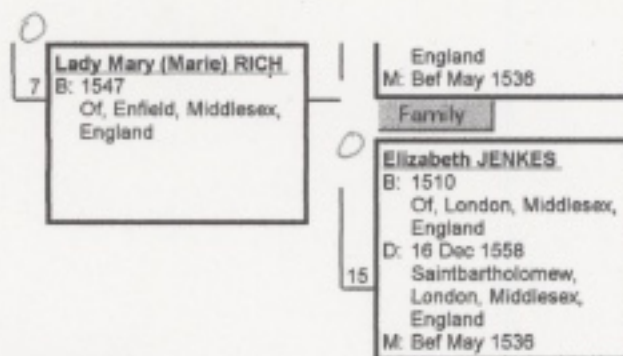 7
Lady Mary (Marie) RICH
B: 1547
Of, Enfield, Middlesex,
England
England
M: Bef May 1536
Family
15
Elizabeth JENKES
B: 1510
Of, London, Middlesex,
England
D: 16 Dec 1558
Saintbartholomew,
London, Middlesex,
England
M: Bef May 1536